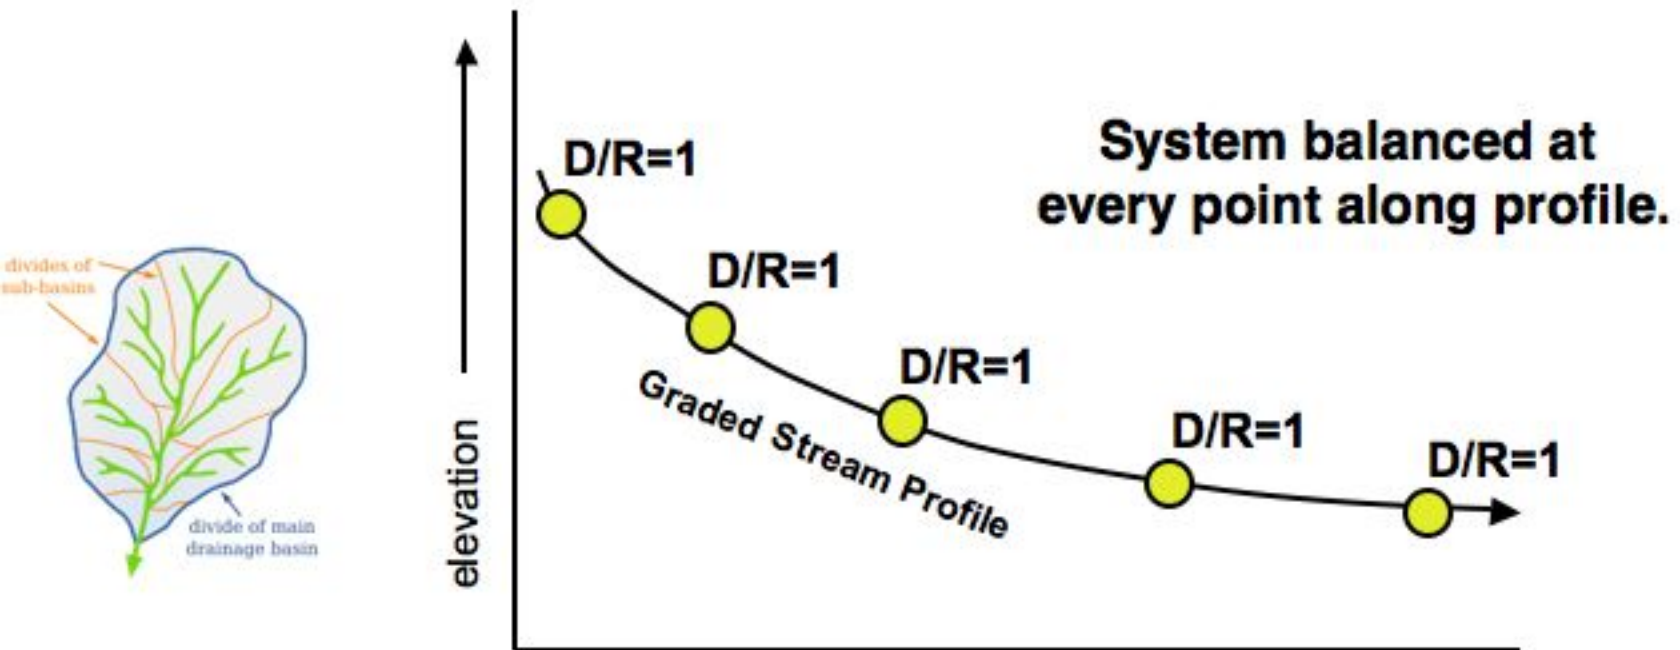 divides of
sub-basins
divide of main
drainage basin
elevation
D/R=1
D/R=1
D/R=1
D/R=1
D/R=1
Graded Stream Profile
System balanced at
every point along profile.